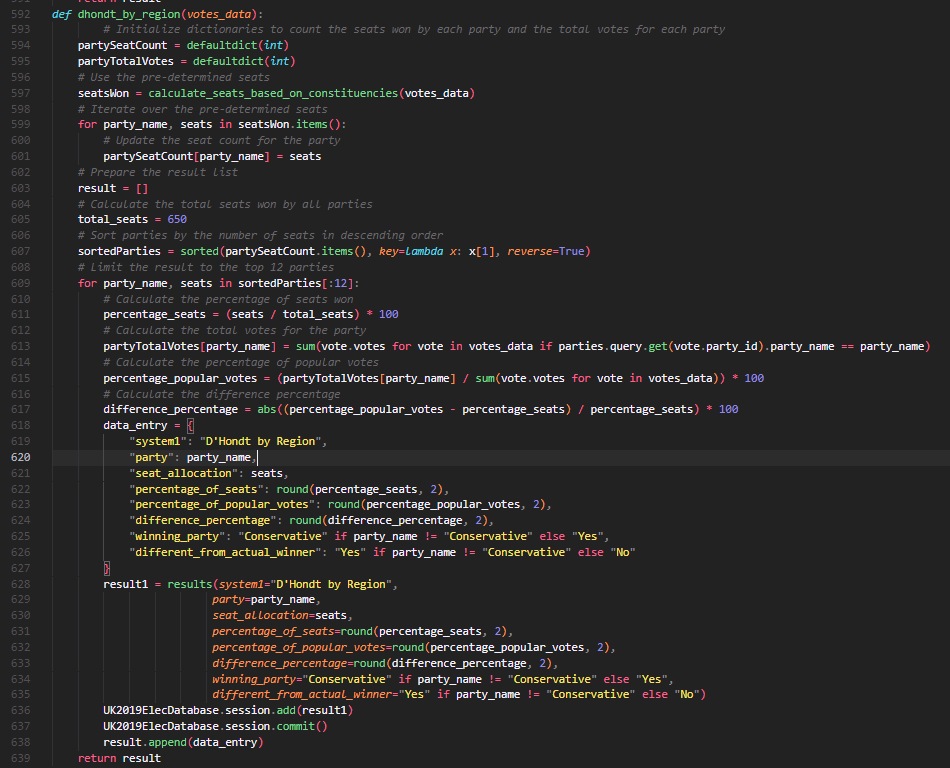 592 def dhondt_by_region(votes_data):
593 # Initialize dictionaries to count the seats won by each party and the total votes for each party
594 partySeatCount = defaultdict(int)
595 partyTotalVotes = defaultdict(int)
596 # Use the pre-determined seats
597 seatsWon = calculate_seats_based_on_constituencies(votes_data)
598 # Iterate over the pre-determined seats
599 for party_name, seats in seatsWon.items():
600 # Update the seat count for the party
601 partySeatCount[party_name] = seats
602 # Prepare the result list
603 result = []
604 # Calculate the total seats won by all parties
605 total_seats = 650
606 # Sort parties by the number of seats in descending order
607 sortedParties = sorted(partySeatCount.items(), key=lambda x: x[1], reverse=True)
608 # Limit the result to the top 12 parties
609 for party_name, seats in sortedParties[:12]:
610 # Calculate the percentage of seats won
611 percentage_seats = (seats / total_seats) * 100
612 # Calculate the total votes for the party
613 partyTotalVotes[party_name] = sum(vote.votes for vote in votes_data if parties.query.get(vote.party_id).party_name == party_name)
614 # Calculate the percentage of popular votes
615 percentage_popular_votes = (partyTotalVotes[party_name] / sum(vote.votes for vote in votes_data)) * 100
616 # Calculate the difference percentage
617 difference_percentage = abs((percentage_popular_votes - percentage_seats) / percentage_seats) * 100
618 data_entry = {
619 "system1": "D'Hondt by Region",
620 "party": party_name,
621 "seat_allocation": seats,
622 "percentage_of_seats": round(percentage_seats, 2),
623 "percentage_of_popular_votes": round(percentage_popular_votes, 2),
624 "difference_percentage": round(difference_percentage, 2),
625 "winning_party": "Conservative" if party_name != "Conservative" else "Yes",
626 "different_from_actual_winner": "Yes" if party_name != "Conservative" else "No"
627 }
628 result1 = results(system1="D'Hondt by Region",
629 party=party_name,
630 seat_allocation=seats,
631 percentage_of_seats=round(percentage_seats, 2),
632 percentage_of_popular_votes=round(percentage_popular_votes, 2),
633 difference_percentage=round(difference_percentage, 2),
634 winning_party="Conservative" if party_name != "Conservative" else "Yes",
635 different_from_actual_winner="Yes" if party_name != "Conservative" else "No")
636 UK2019ElecDatabase.session.add(result1)
637 UK2019ElecDatabase.session.commit()
638 result.append(data_entry)
639 return result